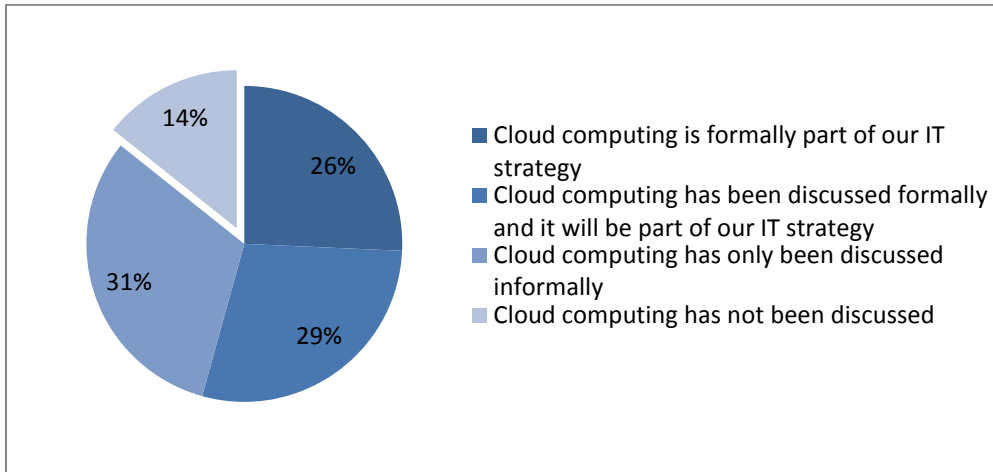 14%
26%
31%
29%
Cloud computing is formally part of our IT
strategy
Cloud computing has been discussed formally
and it will be part of our IT strategy
Cloud computing has only been discussed
informally
Cloud computing has not been discussed